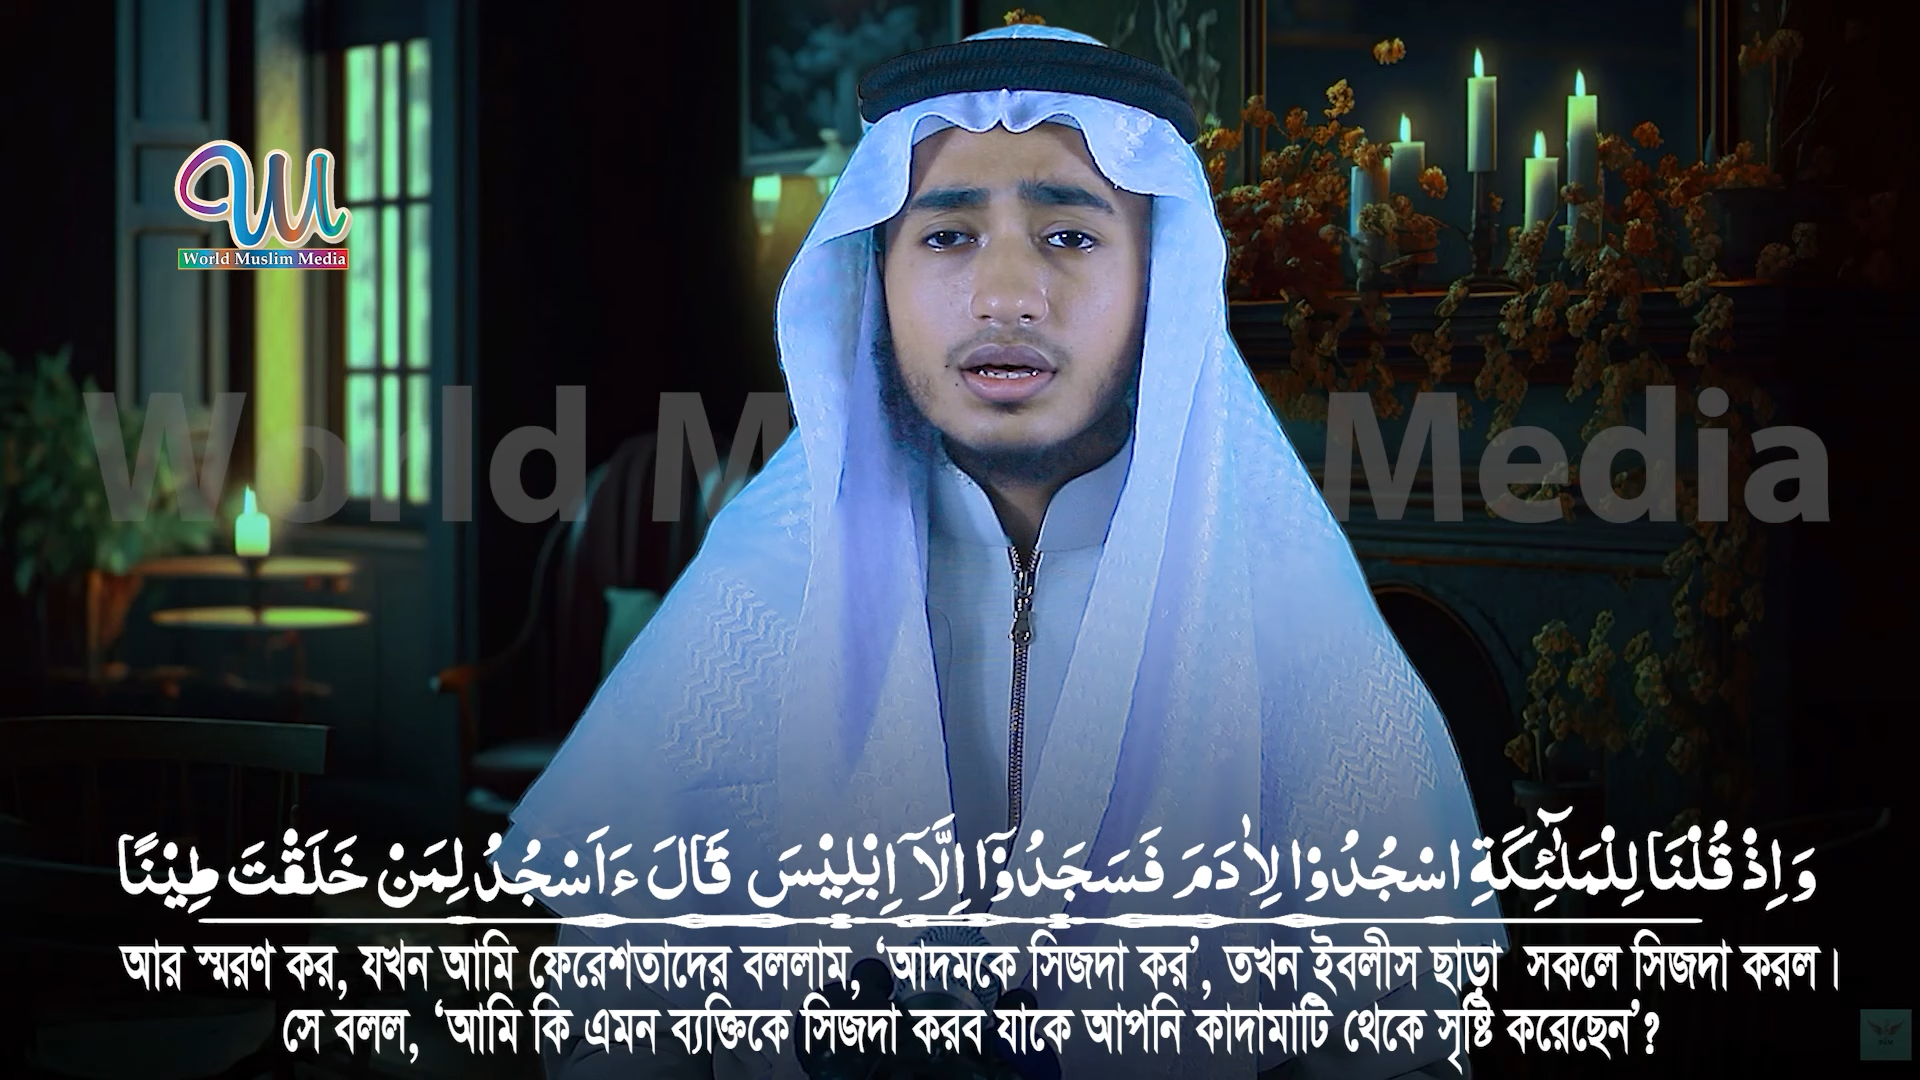 World Muslim Media
World M Media
وَاِذْ قُلْنَا لِلْمَلٰٓئِكَةِ اسْجُدُوْا لِاٰدَمَ فَسَجَدُوْٓا اِلَّآ اِبْلِيْسَ قَالَ ءَاَسْجُدُ لِمَنْ خَلَقْتَ طِيْنًا
আর স্মরণ কর, যখন আমি ফেরেশতাদের বললাম, ‘আদমকে সিজদা কর’, তখন ইবলীস ছাড়া সকলে সিজদা করল।
সে বলল, ‘আমি কি এমন ব্যক্তিকে সিজদা করব যাকে আপনি কাদামাটি থেকে সৃষ্টি করেছেন’?